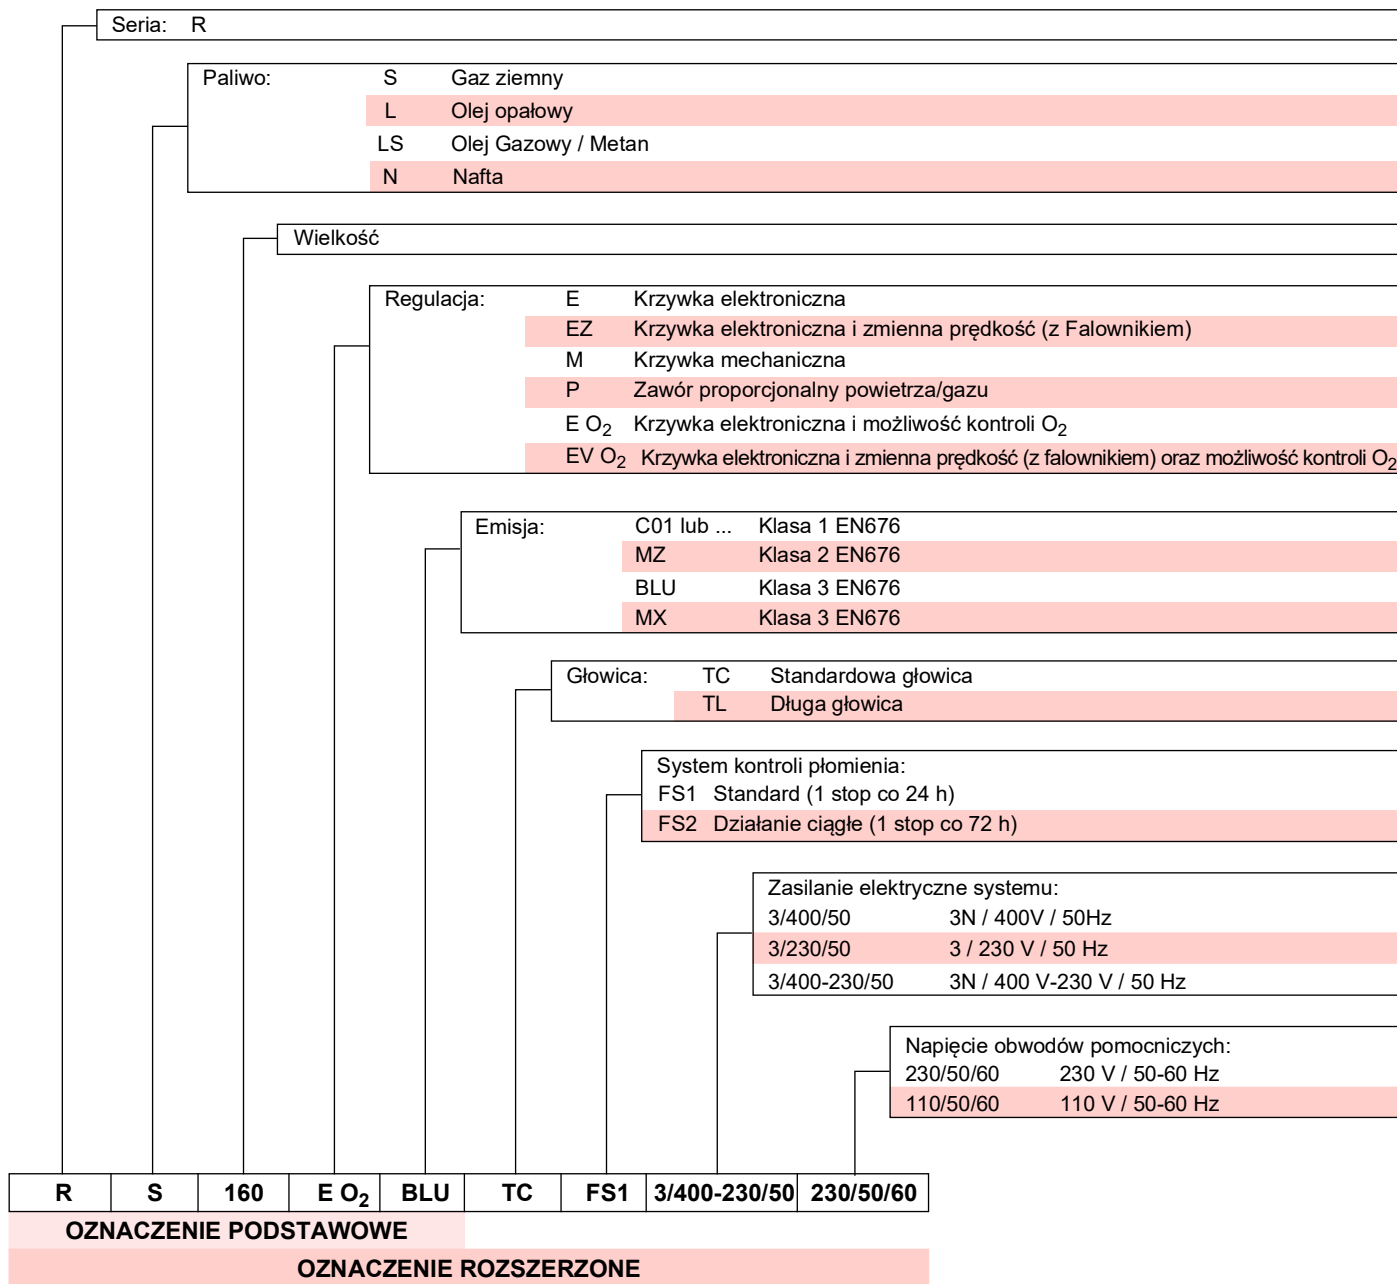 Seria: R
Paliwo: S Gaz ziemny
L Olej opałowy
LS Olej Gazowy / Metan
N Nafta
Wielkość
Regulacja: E Krzywka elektroniczna
EZ Krzywka elektroniczna i zmienna prędkość (z Falownikiem)
M Krzywka mechaniczna
P Zawór proporcjonalny powietrza/gazu
E O2 Krzywka elektroniczna i możliwość kontroli O2
EV O2 Krzywka elektroniczna i zmienna prędkość (z falownikiem) oraz możliwość kontroli O2
Emisja: C01 lub ... Klasa 1 EN676
MZ Klasa 2 EN676
BLU Klasa 3 EN676
MX Klasa 3 EN676
Głowica: TC Standardowa głowica
TL Długa głowica
System kontroli płomienia:
FS1 Standard (1 stop co 24 h)
FS2 Działanie ciągłe (1 stop co 72 h)
Zasilanie elektryczne systemu:
3/400/50 3N / 400V / 50Hz
3/230/50 3 / 230 V / 50 Hz
3/400-230/50 3N / 400 V-230 V / 50 Hz
Napięcie obwodów pomocniczych:
230/50/60 230 V / 50-60 Hz
110/50/60 110 V / 50-60 Hz
R S 160 E O2 BLU TC FS1 3/400-230/50 230/50/60
OZNACZENIE PODSTAWOWE
OZNACZENIE ROZSZERZONE